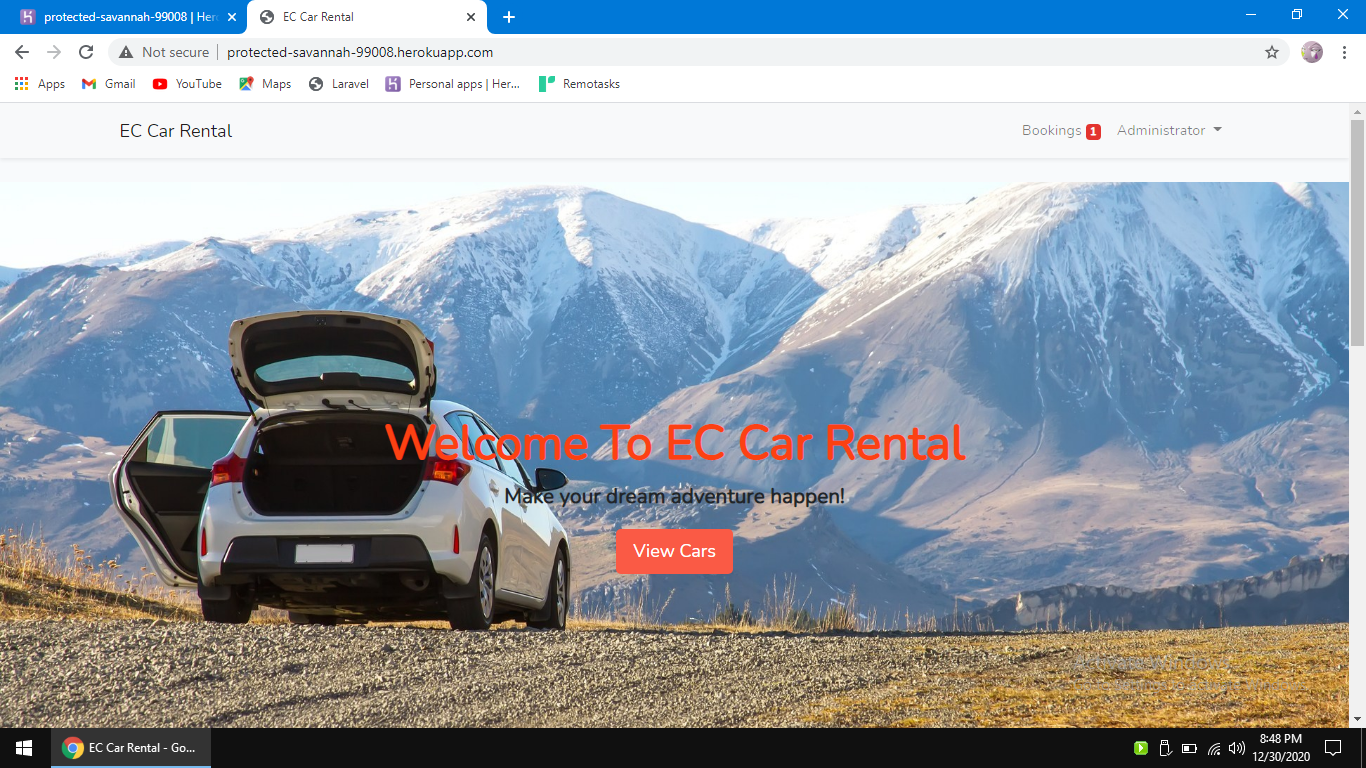 protected-savannah-99008 | Her
EC Car Rental
Not secure
protected-savannah-99008.herokuapp.com
Apps
Gmail
YouTube
Maps
Laravel
Personal apps | Her...
Remotasks
EC Car Rental
Bookings 1
Administrator
Welcome To EC Car Rental
Make your dream adventure happen!
View Cars
EC Car Rental - Go...
8:48 PM
12/30/2020